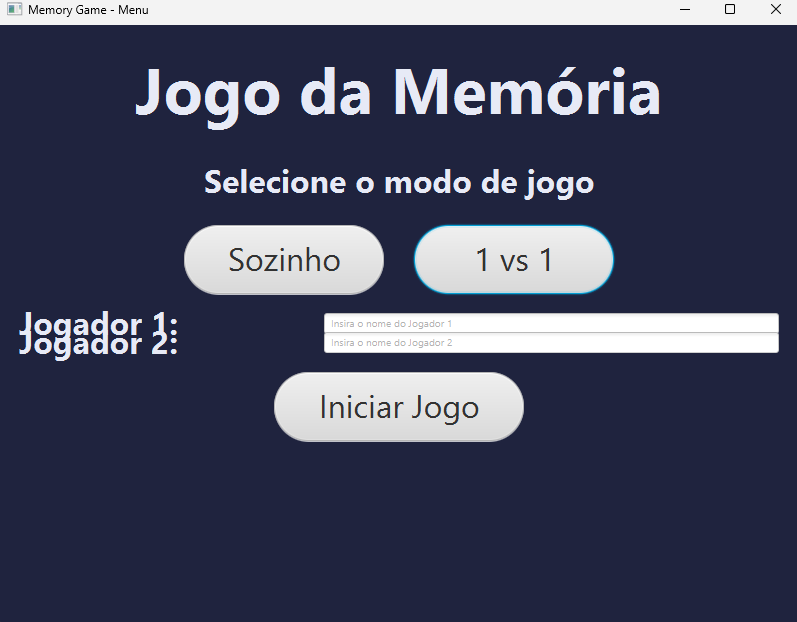 Memory Game - Menu
Jogo da Memória
Selecione o modo de jogo
Sozinho
1 vs 1
Jogador 1:
Insira o nome do Jogador 1
Jogador 2:
Insira o nome do Jogador 2
Iniciar Jogo